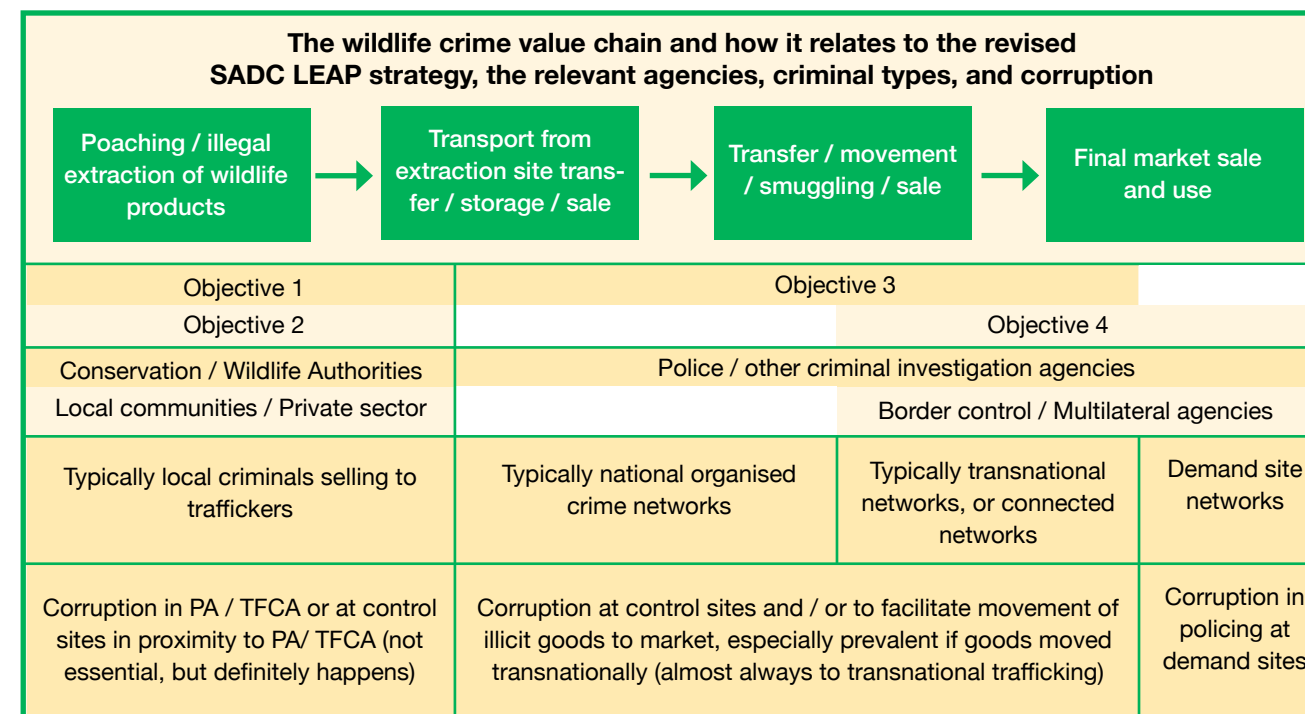 The wildlife crime value chain and how it relates to the revised
SADC LEAP strategy, the relevant agencies, criminal types, and corruption
Poaching / illegal
extraction of wildlife
products
Transport from
extraction site trans-
fer / storage / sale
Transfer / movement
/ smuggling / sale
Final market sale
and use
Objective 1
Objective 3
Objective 2
Objective 4
Conservation / Wildlife Authorities
Police / other criminal investigation agencies
Local communities / Private sector
Border control / Multilateral agencies
Typically local criminals selling to
traffickers
Typically national organised
crime networks
Typically transnational
networks, or connected
networks
Demand site
networks
Corruption in PA / TFCA or at control
sites in proximity to PA/ TFCA (not
essential, but definitely happens)
Corruption at control sites and / or to facilitate movement of
illicit goods to market, especially prevalent if goods moved
transnationally (almost always to transnational trafficking)
Corruption in
policing at
demand sites